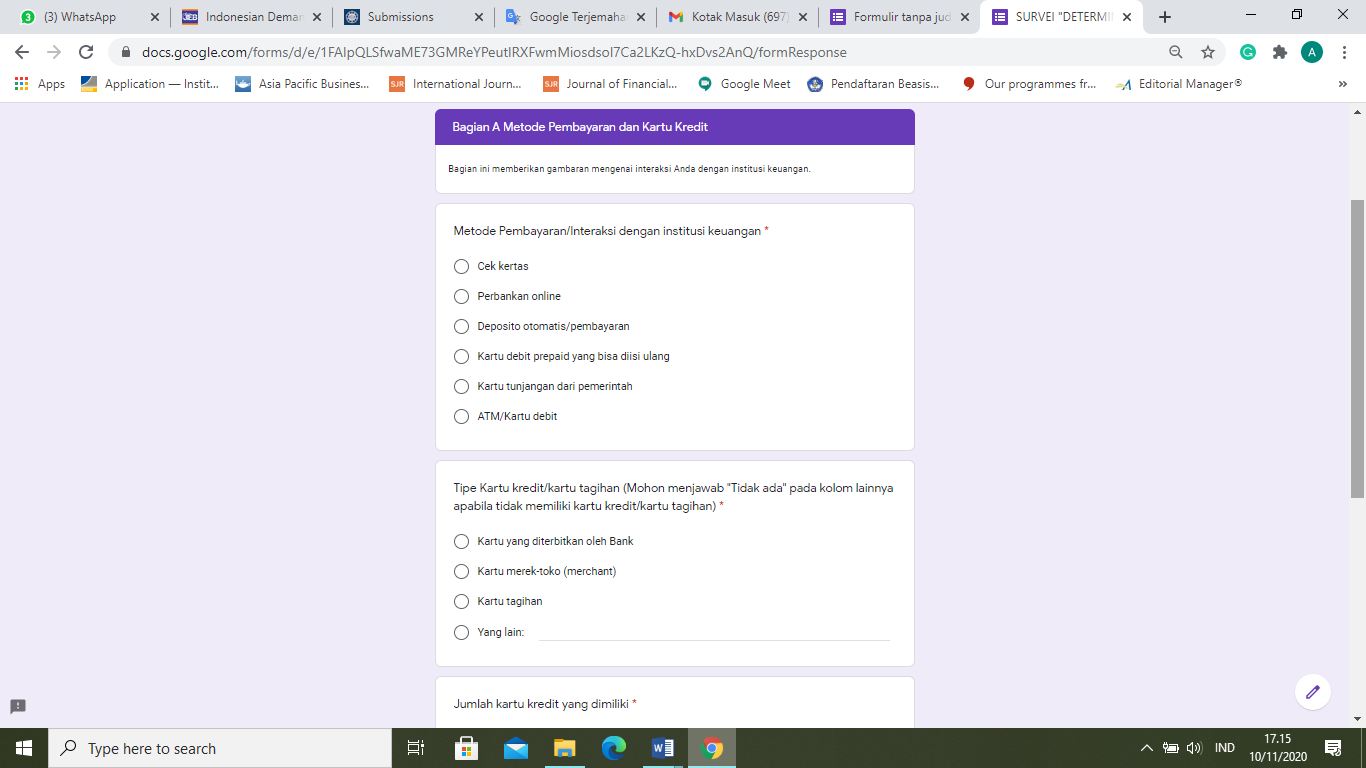 (3) WhatsApp
Indonesian Deman
Submissions
Google Terjemaha
Kotak Masuk (697)
Formulir tanpa jud
SURVEI "DETERMI
docs.google.com/forms/d/e/1FAIpQLSfwaME73GMReYPeutIRXFwmMiosdsol7Ca2LKzQ-hxDvs2AnQ/formResponse
Apps
Application — Instit...
Asia Pacific Busines...
International Journ...
Journal of Financial...
Google Meet
Pendaftaran Beasis...
Our programmes fr...
Editorial Manager®
Bagian A Metode Pembayaran dan Kartu Kredit
Bagian ini memberikan gambaran mengenai interaksi Anda dengan institusi keuangan.
Metode Pembayaran/Interaksi dengan institusi keuangan *
Cek kertas
Perbankan online
Deposito otomatis/pembayaran
Kartu debit prepaid yang bisa diisi ulang
Kartu tunjangan dari pemerintah
ATM/Kartu debit
Tipe Kartu kredit/kartu tagihan (Mohon menjawab "Tidak ada" pada kolom lainnya
apabila tidak memiliki kartu kredit/kartu tagihan) *
Kartu yang diterbitkan oleh Bank
Kartu merek-toko (merchant)
Kartu tagihan
Yang lain:
Jumlah kartu kredit yang dimiliki *
Type here to search
IND
17.15
10/11/2020